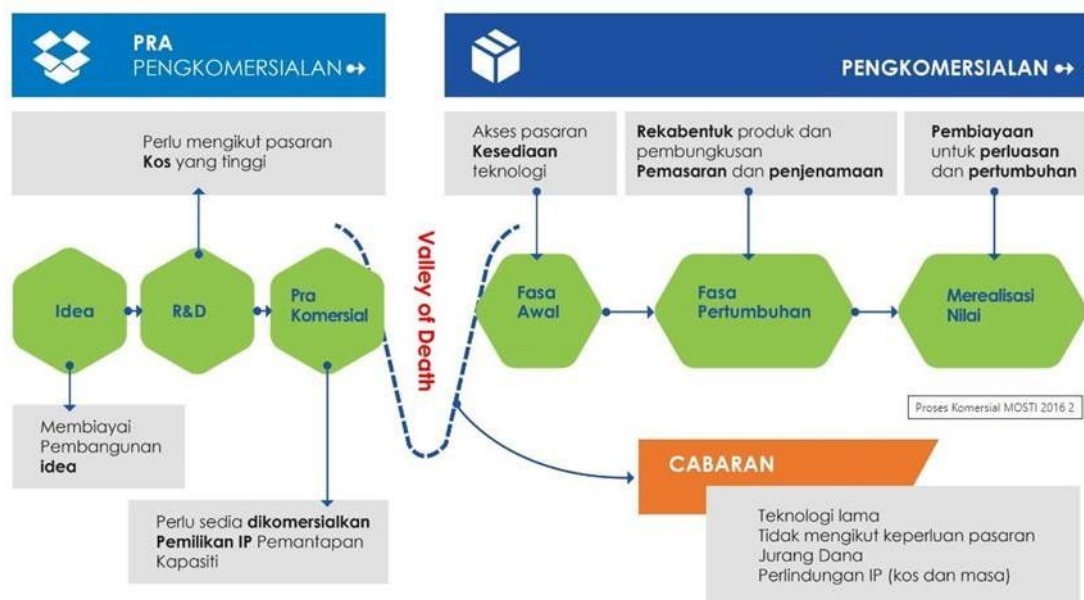 PRA
PENGKOMERSIALAN
PENGKOMERSIALAN
Perlu mengikut pasaran
Kos yang tinggi
Akses pasaran
Kesediaan
teknologi
Rekabentuk produk dan
pembungkusan
Pemasaran dan penjenamaan
Pembiayaan
untuk perluasan
dan pertumbuhan
Idea
R&D
Pra
Komersial
Valley of Death
Fasa
Awal
Fasa
Pertumbuhan
Merealisasi
Nilai
Proses Komersial MOSTI 2016 2
Membiayai
Pembangunan
idea
Perlu sedia dikomersialkan
Pemilikan IP Pemantapan
Kapasiti
CABARAN
Teknologi lama
Tidak mengikut keperluan pasaran
Jurang Dana
Perlindungan IP (kos dan masa)